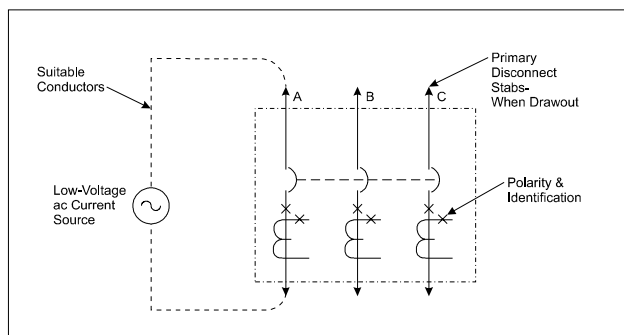 Suitable
Conductors
A
B
C
Primary
Disconnect
Stabs-
When Drawout
Low-Voltage
ac Current
Source
Polarity &
Identification